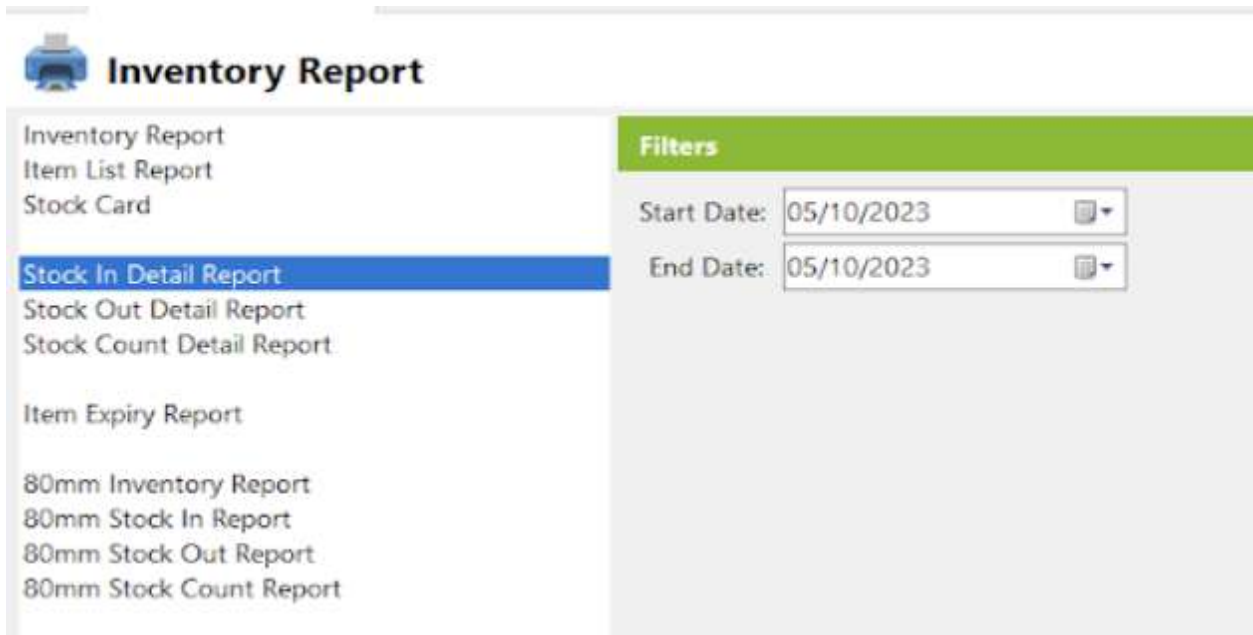 Inventory Report
Inventory Report
Item List Report
Stock Card
Stock In Detail Report
Stock Out Detail Report
Stock Count Detail Report
Item Expiry Report
80mm Inventory Report
80mm Stock In Report
80mm Stock Out Report
80mm Stock Count Report
Filters
Start Date: 05/10/2023
End Date: 05/10/2023